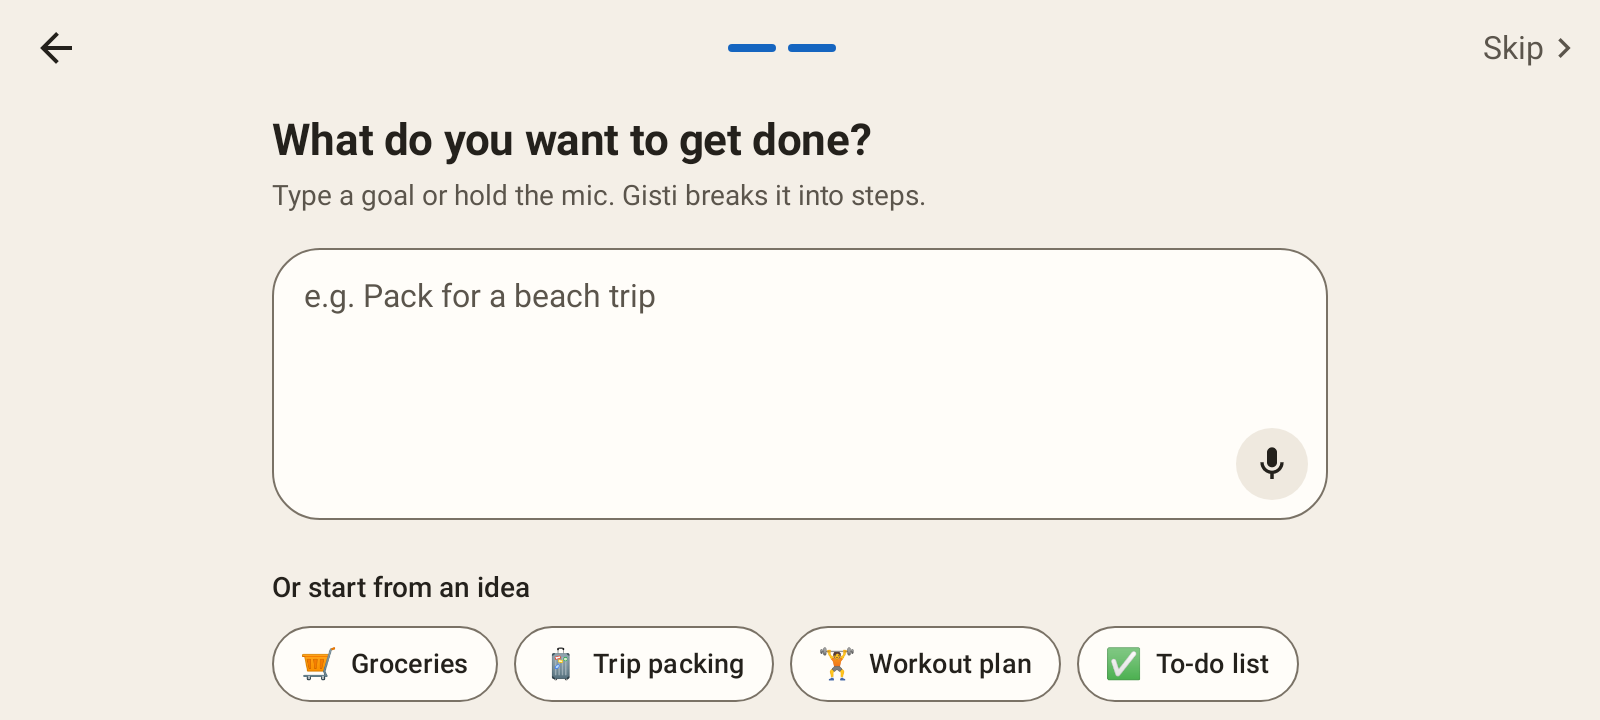 Skip
What do you want to get done?
Type a goal or hold the mic. Gisti breaks it into steps.
e.g. Pack for a beach trip
Or start from an idea
Groceries
Trip packing
Workout plan
To-do list